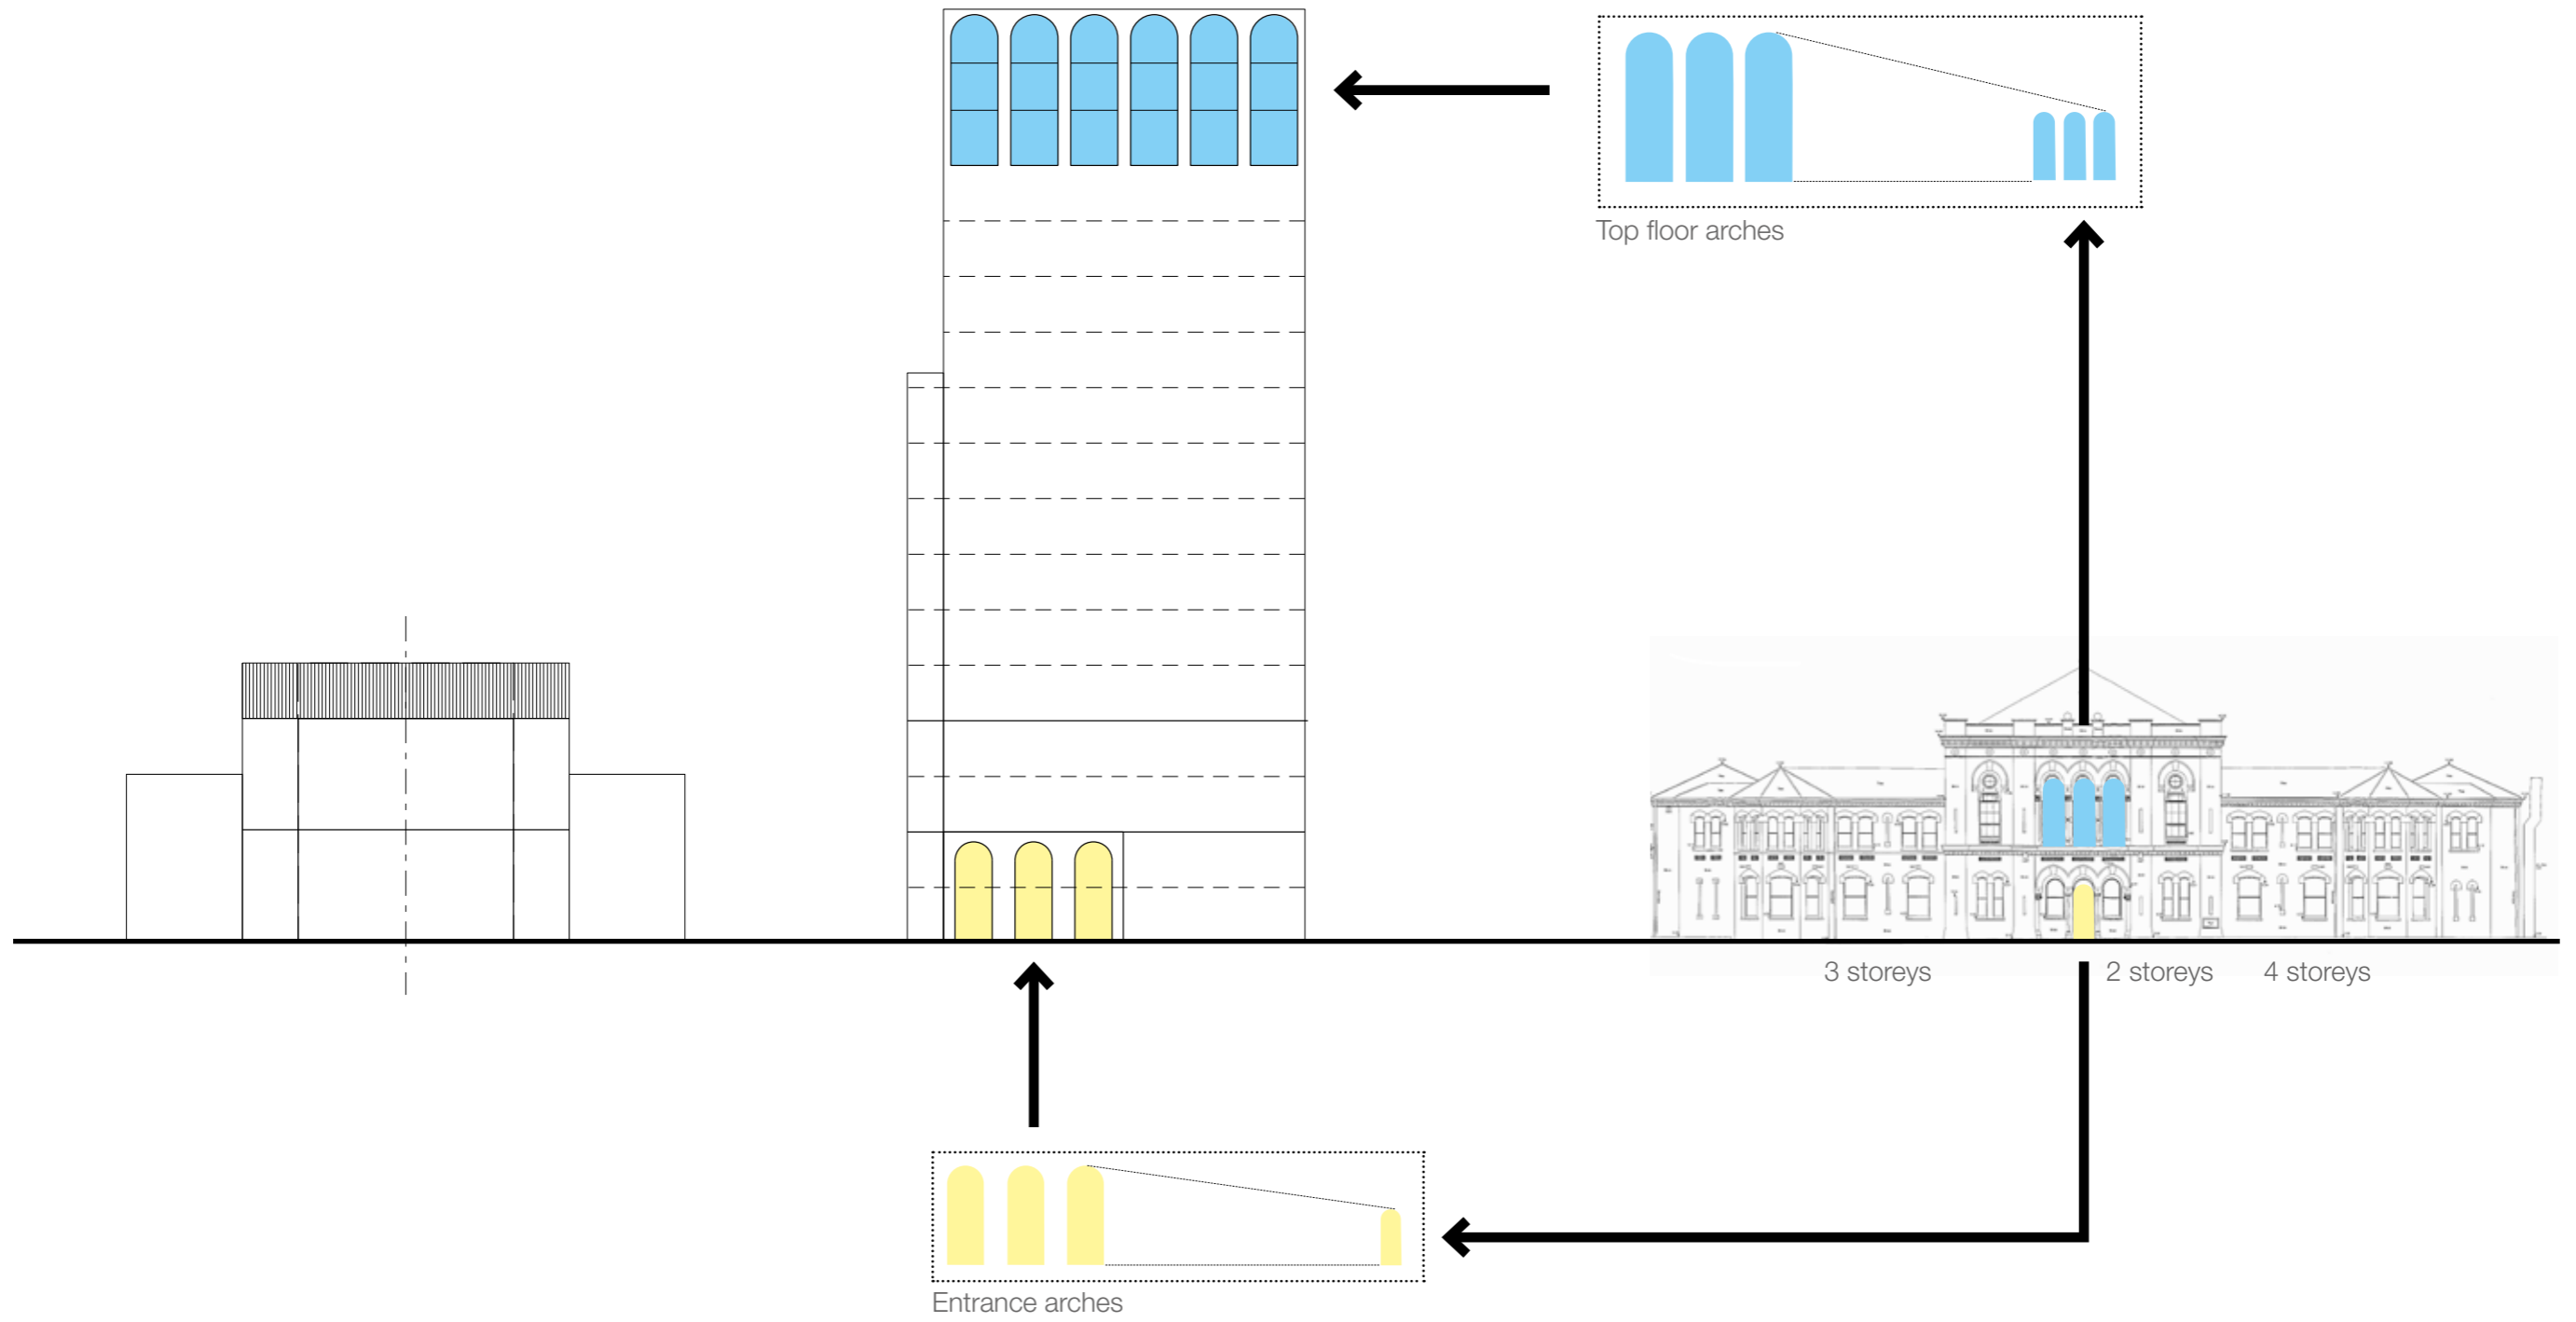 Top floor arches
3 storeys
2 storeys
4 storeys
Entrance arches